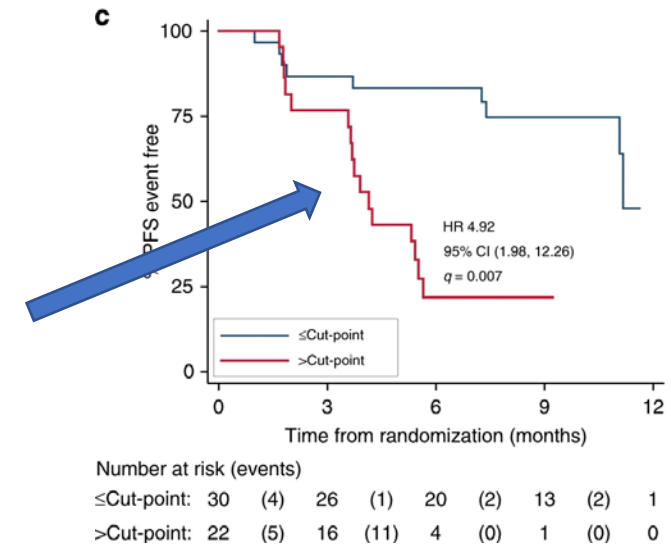 c
100
75
50
25
0
PFS event free
HR 4.92
95% CI (1.98, 12.26)
q = 0.007
≤Cut-point
>Cut-point
0 3 6 9 12
Time from randomization (months)
Number at risk (events)
≤Cut-point: 30 (4) 26 (1) 20 (2) 13 (2) 1
>Cut-point: 22 (5) 16 (11) 4 (0) 1 (0) 0